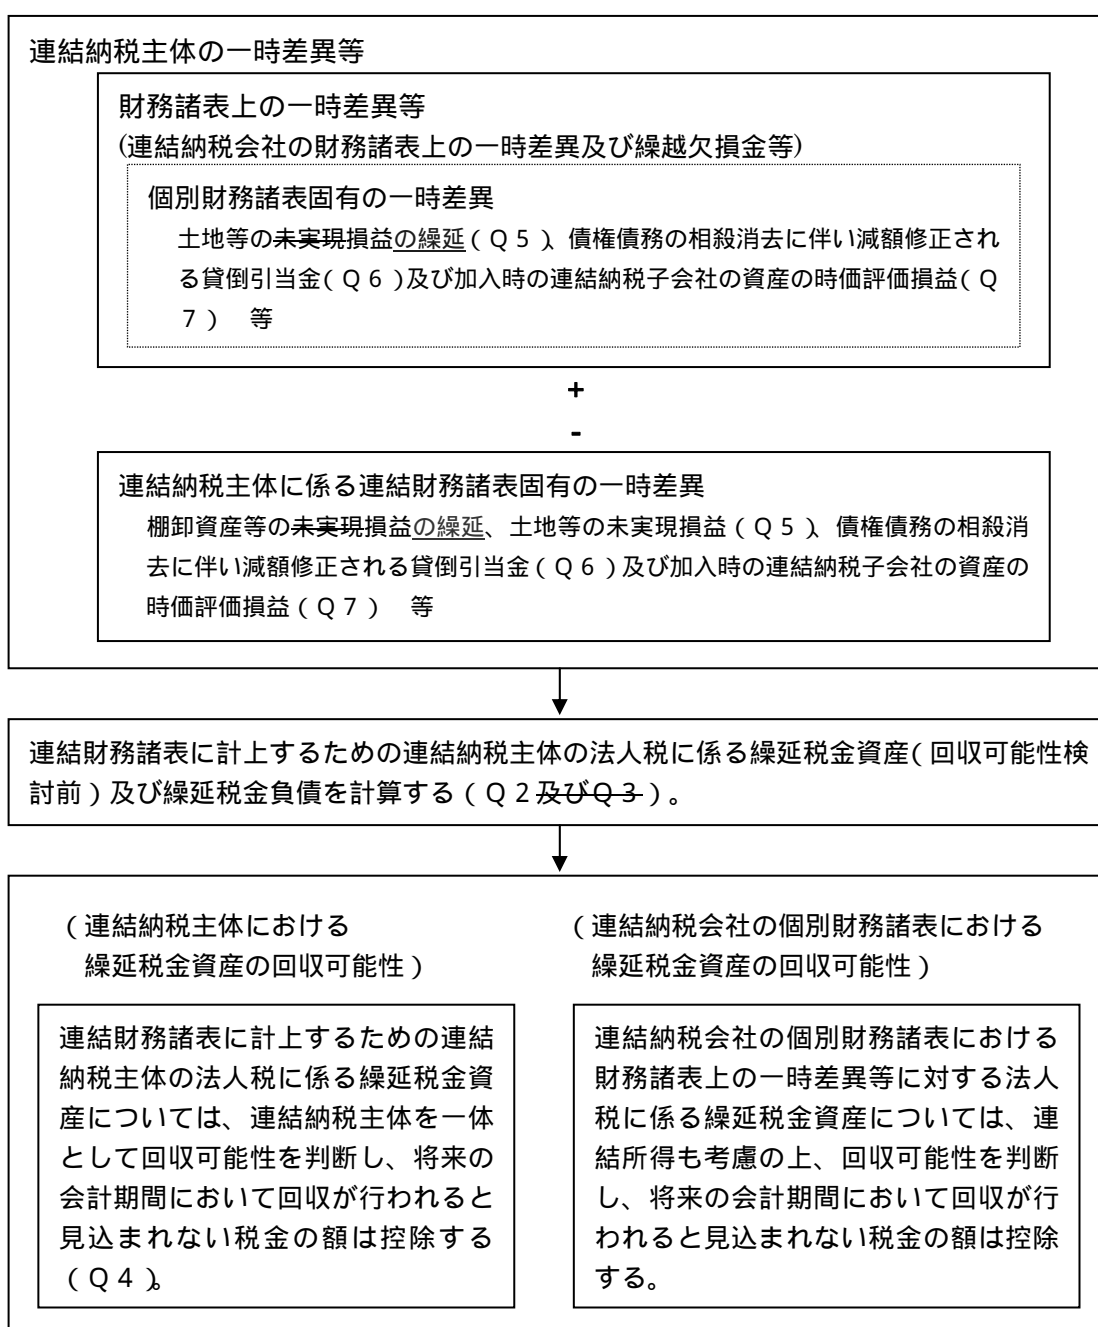 連結納税主体の一時差異等
財務諸表上の一時差異等
(連結納税会社の財務諸表上の一時差異及び繰越欠損金等)
個別財務諸表固有の一時差異
土地等の未実現損益の繰延(Q5)、債権債務の相殺消去に伴い減額修正され
る貸倒引当金(Q6)及び加入時の連結納税子会社の資産の時価評価損益(Q
7) 等
+
-
連結納税主体に係る連結財務諸表固有の一時差異
棚卸資産等の未実現損益の繰延、土地等の未実現損益(Q5)、債権債務の相殺消
去に伴い減額修正される貸倒引当金(Q6)及び加入時の連結納税子会社の資産の
時価評価損益(Q7) 等
連結財務諸表に計上するための連結納税主体の法人税に係る繰延税金資産(回収可能性検
討前)及び繰延税金負債を計算する(Q2及びQ3)。
(連結納税主体における
繰延税金資産の回収可能性)
連結財務諸表に計上するための連結
納税主体の法人税に係る繰延税金資
産については、連結納税主体を一体
として回収可能性を判断し、将来の
会計期間において回収が行われると
見込まれない税金の額は控除する
(Q4)。
(連結納税会社の個別財務諸表における
繰延税金資産の回収可能性)
連結納税会社の個別財務諸表における
財務諸表上の一時差異等に対する法人
税に係る繰延税金資産については、連
結所得も考慮の上、回収可能性を判断
し、将来の会計期間において回収が行
われると見込まれない税金の額は控除
する。